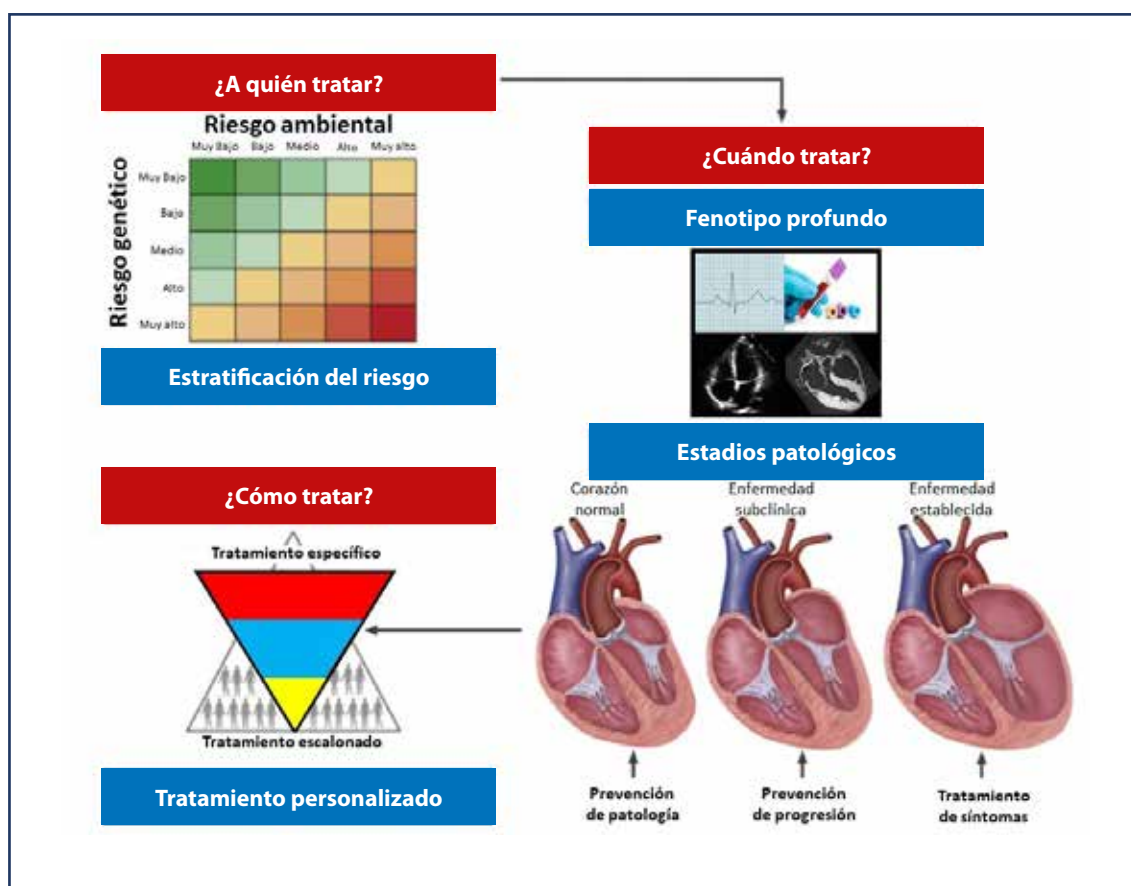 ¿A quién tratar?
Riesgo ambiental
Muy Bajo Bajo Medio Alto Muy alto
Riesgo genético
Muy Bajo
Bajo
Medio
Alto
Muy alto
Estratificación del riesgo
¿Cuándo tratar?
Fenotipo profundo
Estadios patológicos
Corazón
normal
Enfermedad
subclínica
Enfermedad
establecida
Prevención
de patología
Prevención
de progresión
Tratamiento
de síntomas
¿Cómo tratar?
Tratamiento específico
Tratamiento escalonado
Tratamiento personalizado